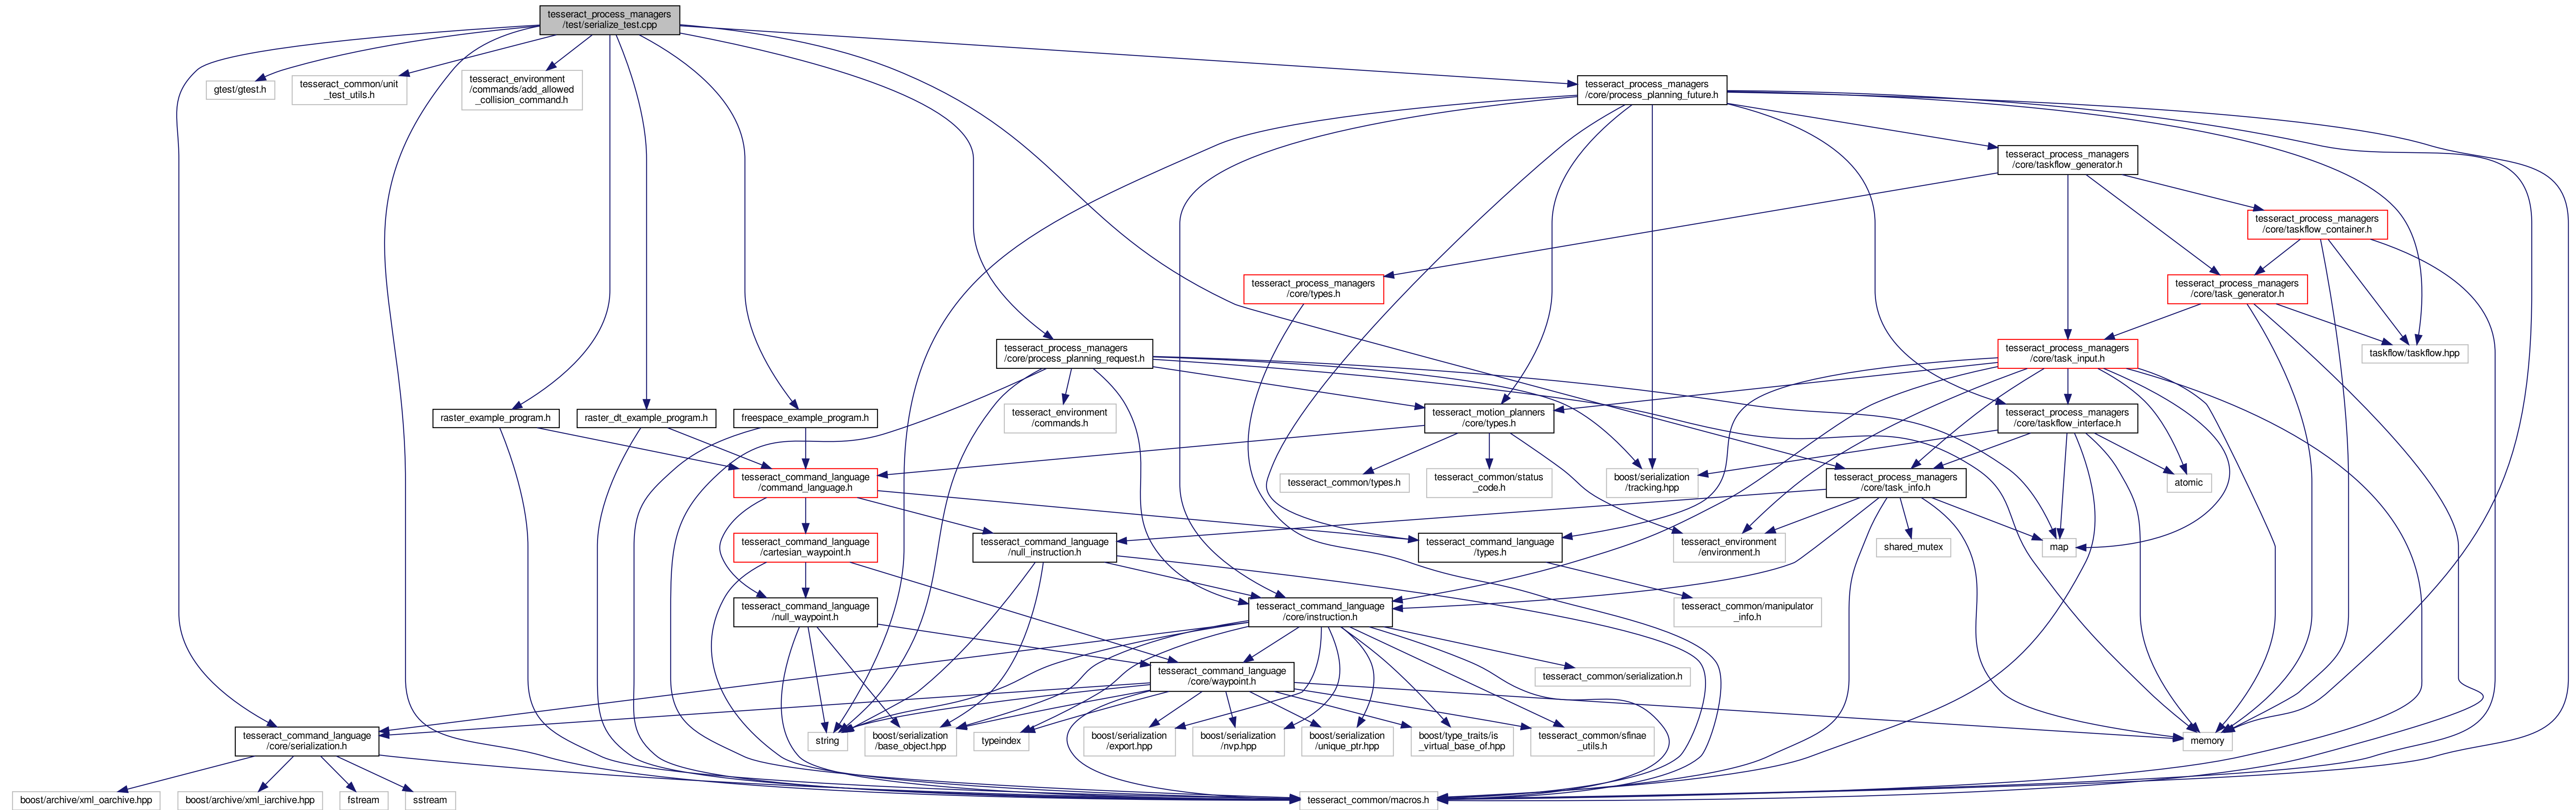 tesseract_process_managers
/test/serialize_test.cpp
gtest/gtest.h
tesseract_common/unit
_test_utils.h
tesseract_environment
/commands/add_allowed
_collision_command.h
tesseract_process_managers
/core/process_planning_future.h
tesseract_process_managers
/core/taskflow_generator.h
tesseract_process_managers
/core/taskflow_container.h
tesseract_process_managers
/core/types.h
tesseract_process_managers
/core/task_generator.h
tesseract_process_managers
/core/process_planning_request.h
tesseract_process_managers
/core/task_input.h
taskflow/taskflow.hpp
raster_example_program.h
raster_dt_example_program.h
freespace_example_program.h
tesseract_environment
/commands.h
tesseract_motion_planners
/core/types.h
tesseract_process_managers
/core/taskflow_interface.h
tesseract_command_language
/command_language.h
tesseract_common/types.h
tesseract_common/status
_code.h
boost/serialization
/tracking.hpp
tesseract_process_managers
/core/task_info.h
atomic
tesseract_command_language
/cartesian_waypoint.h
tesseract_command_language
/null_instruction.h
tesseract_command_language
/types.h
tesseract_environment
/environment.h
shared_mutex
map
tesseract_command_language
/null_waypoint.h
tesseract_command_language
/core/instruction.h
tesseract_common/manipulator
_info.h
tesseract_command_language
/core/waypoint.h
tesseract_common/serialization.h
tesseract_command_language
/core/serialization.h
string
boost/serialization
/base_object.hpp
typeindex
boost/serialization
/export.hpp
boost/serialization
/nvp.hpp
boost/serialization
/unique_ptr.hpp
boost/type_traits/is
_virtual_base_of.hpp
tesseract_common/sfinae
_utils.h
memory
boost/archive/xml_oarchive.hpp
boost/archive/xml_iarchive.hpp
fstream
sstream
tesseract_common/macros.h